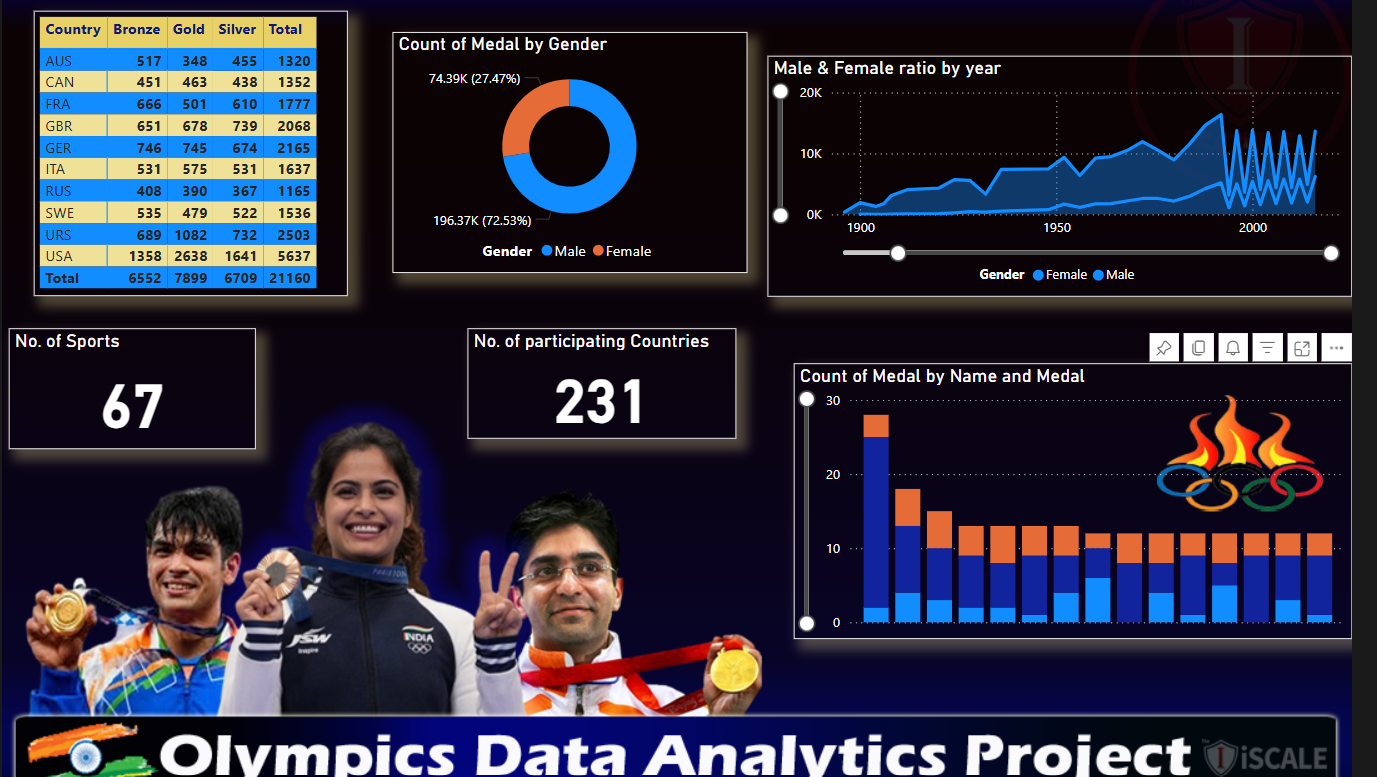 Country Bronze Gold Silver Total
AUS 517 348 455 1320
CAN 451 463 438 1352
FRA 666 501 610 1777
GBR 651 678 739 2068
GER 746 745 674 2165
ITA 531 575 531 1637
RUS 408 390 367 1165
SWE 535 479 522 1536
URS 689 1082 732 2503
USA 1358 2638 1641 5637
Total 6552 7899 6709 21160
Count of Medal by Gender
74.39K (27.47%)
196.37K (72.53%)
Gender Male Female
Male & Female ratio by year
20K
10K
0K
1900 1950 2000
Gender Female Male
No. of Sports
67
No. of participating Countries
231
Count of Medal by Name and Medal
30
20
10
0
JSW
Inspire
INDIA
Olympics Data Analytics Project
iSCALE